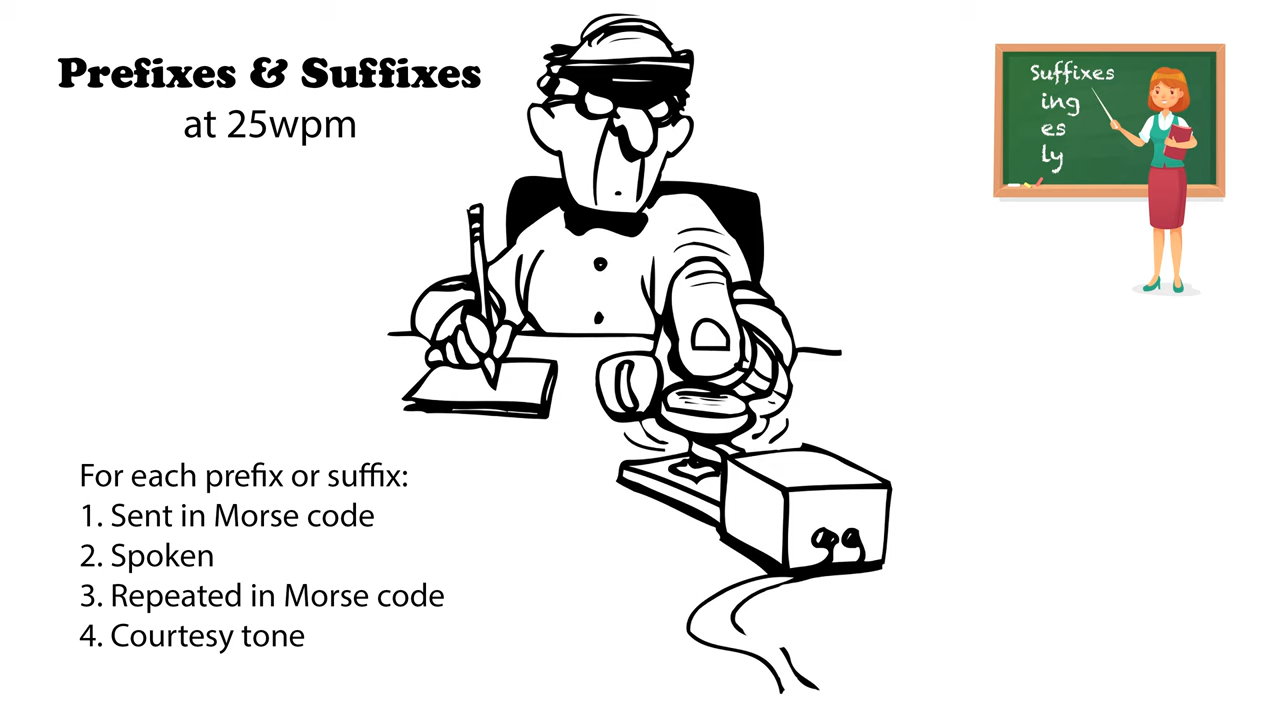 Prefixes & Suffixes
at 25wpm
Suffixes
ing
es
ly
For each prefix or suffix:
1. Sent in Morse code
2. Spoken
3. Repeated in Morse code
4. Courtesy tone